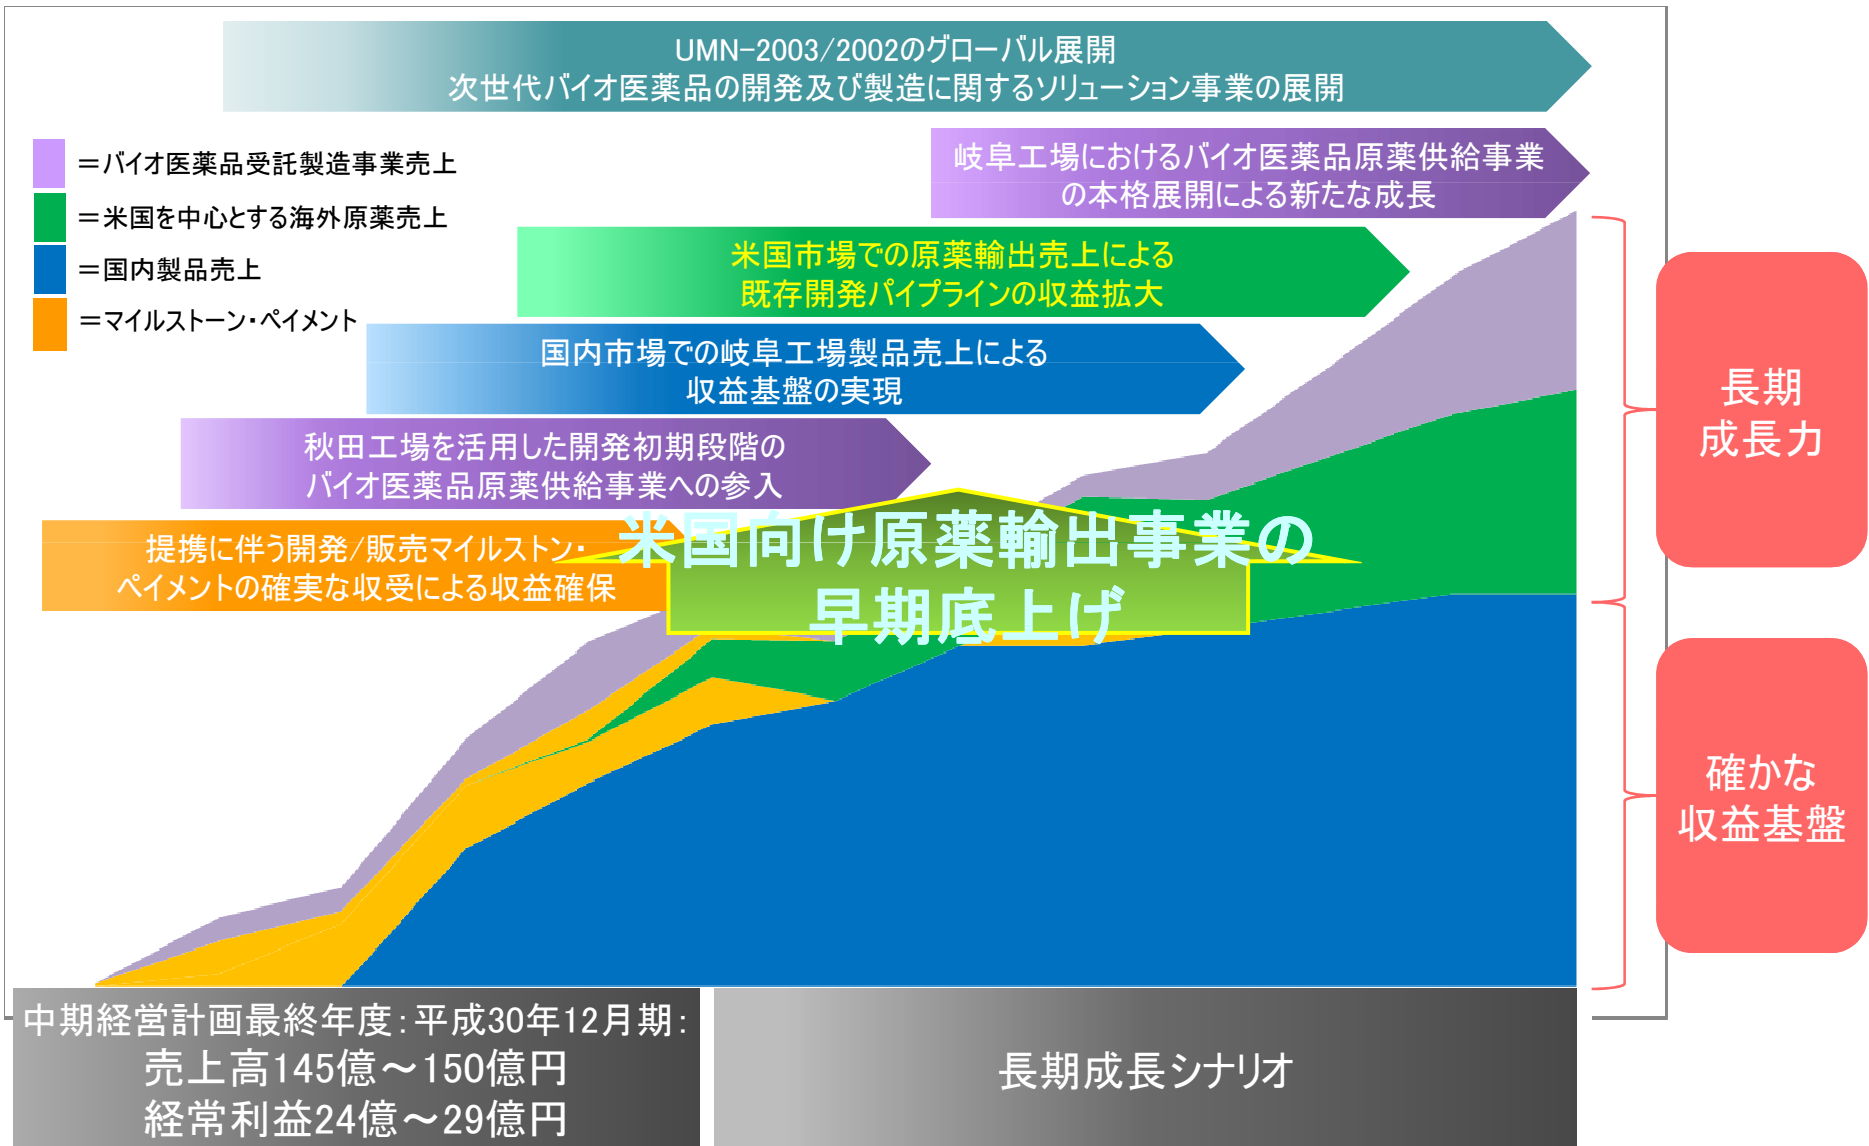 UMN-2003/2002のグローバル展開
次世代バイオ医薬品の開発及び製造に関するソリューション事業の展開
岐阜工場におけるバイオ医薬品原薬供給事業
の本格展開による新たな成長
＝バイオ医薬品受託製造事業売上
＝米国を中心とする海外原薬売上
＝国内製品売上
＝マイルストーン・ペイメント
米国市場での原薬輸出売上による
既存開発パイプラインの収益拡大
国内市場での岐阜工場製品売上による
収益基盤の実現
秋田工場を活用した開発初期段階の
バイオ医薬品原薬供給事業への参入
提携に伴う開発/販売マイルストン・
ペイメントの確実な収受による収益確保
米国向け原薬輸出事業の
早期底上げ
長期
成長力
確かな
収益基盤
中期経営計画最終年度：平成30年12月期：
売上高145億～150億円
経常利益24億～29億円
長期成長シナリオ